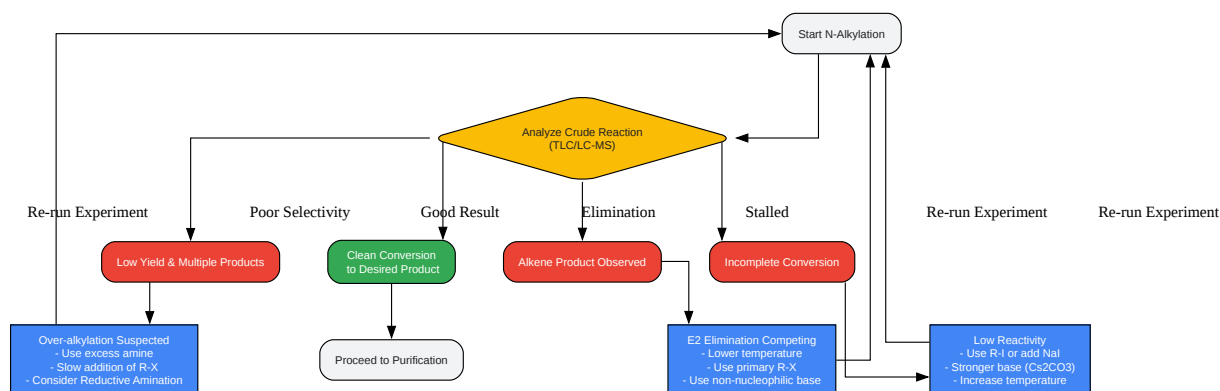 Start N-Alkylation
Analyze Crude Reaction
(TLC/LC-MS)
Re-run Experiment
Poor Selectivity
Good Result
Elimination
Stalled
Re-run Experiment
Re-run Experiment
Low Yield & Multiple Products
Clean Conversion
to Desired Product
Alkene Product Observed
Incomplete Conversion
Over-alkylation Suspected
- Use excess amine
- Slow addition of R-X
- Consider Reductive Amination
Proceed to Purification
E2 Elimination Competing
- Lower temperature
- Use primary R-X
- Use non-nucleophilic base
Low Reactivity
- Use R-I or add NaI
- Stronger base (Cs2CO3)
- Increase temperature